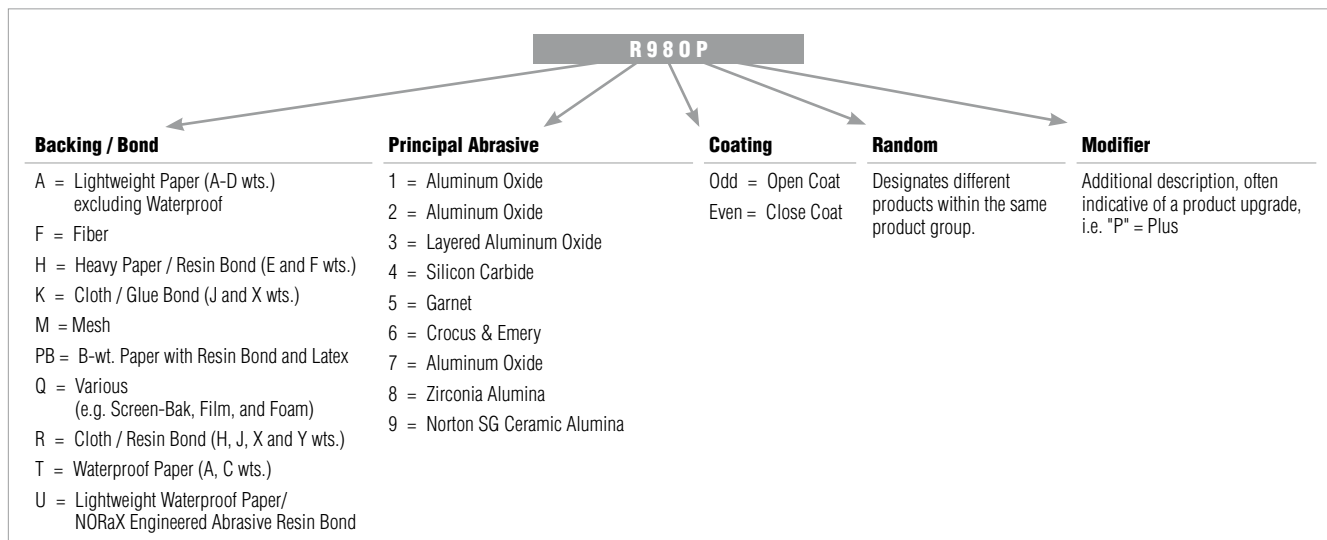 R980P
Backing / Bond
A = Lightweight Paper (A-D wts.)
excluding Waterproof
F = Fiber
H = Heavy Paper / Resin Bond (E and F wts.)
K = Cloth / Glue Bond (J and X wts.)
M = Mesh
PB = B-wt. Paper with Resin Bond and Latex
Q = Various
(e.g. Screen-Bak, Film, and Foam)
R = Cloth / Resin Bond (H, J, X and Y wts.)
T = Waterproof Paper (A, C wts.)
U = Lightweight Waterproof Paper/
NORaX Engineered Abrasive Resin Bond
Principal Abrasive
1 = Aluminum Oxide
2 = Aluminum Oxide
3 = Layered Aluminum Oxide
4 = Silicon Carbide
5 = Garnet
6 = Crocus & Emery
7 = Aluminum Oxide
8 = Zirconia Alumina
9 = Norton SG Ceramic Alumina
Coating
Odd = Open Coat
Even = Close Coat
Random
Designates different
products within the same
product group.
Modifier
Additional description, often
indicative of a product upgrade,
i.e. "P" = Plus